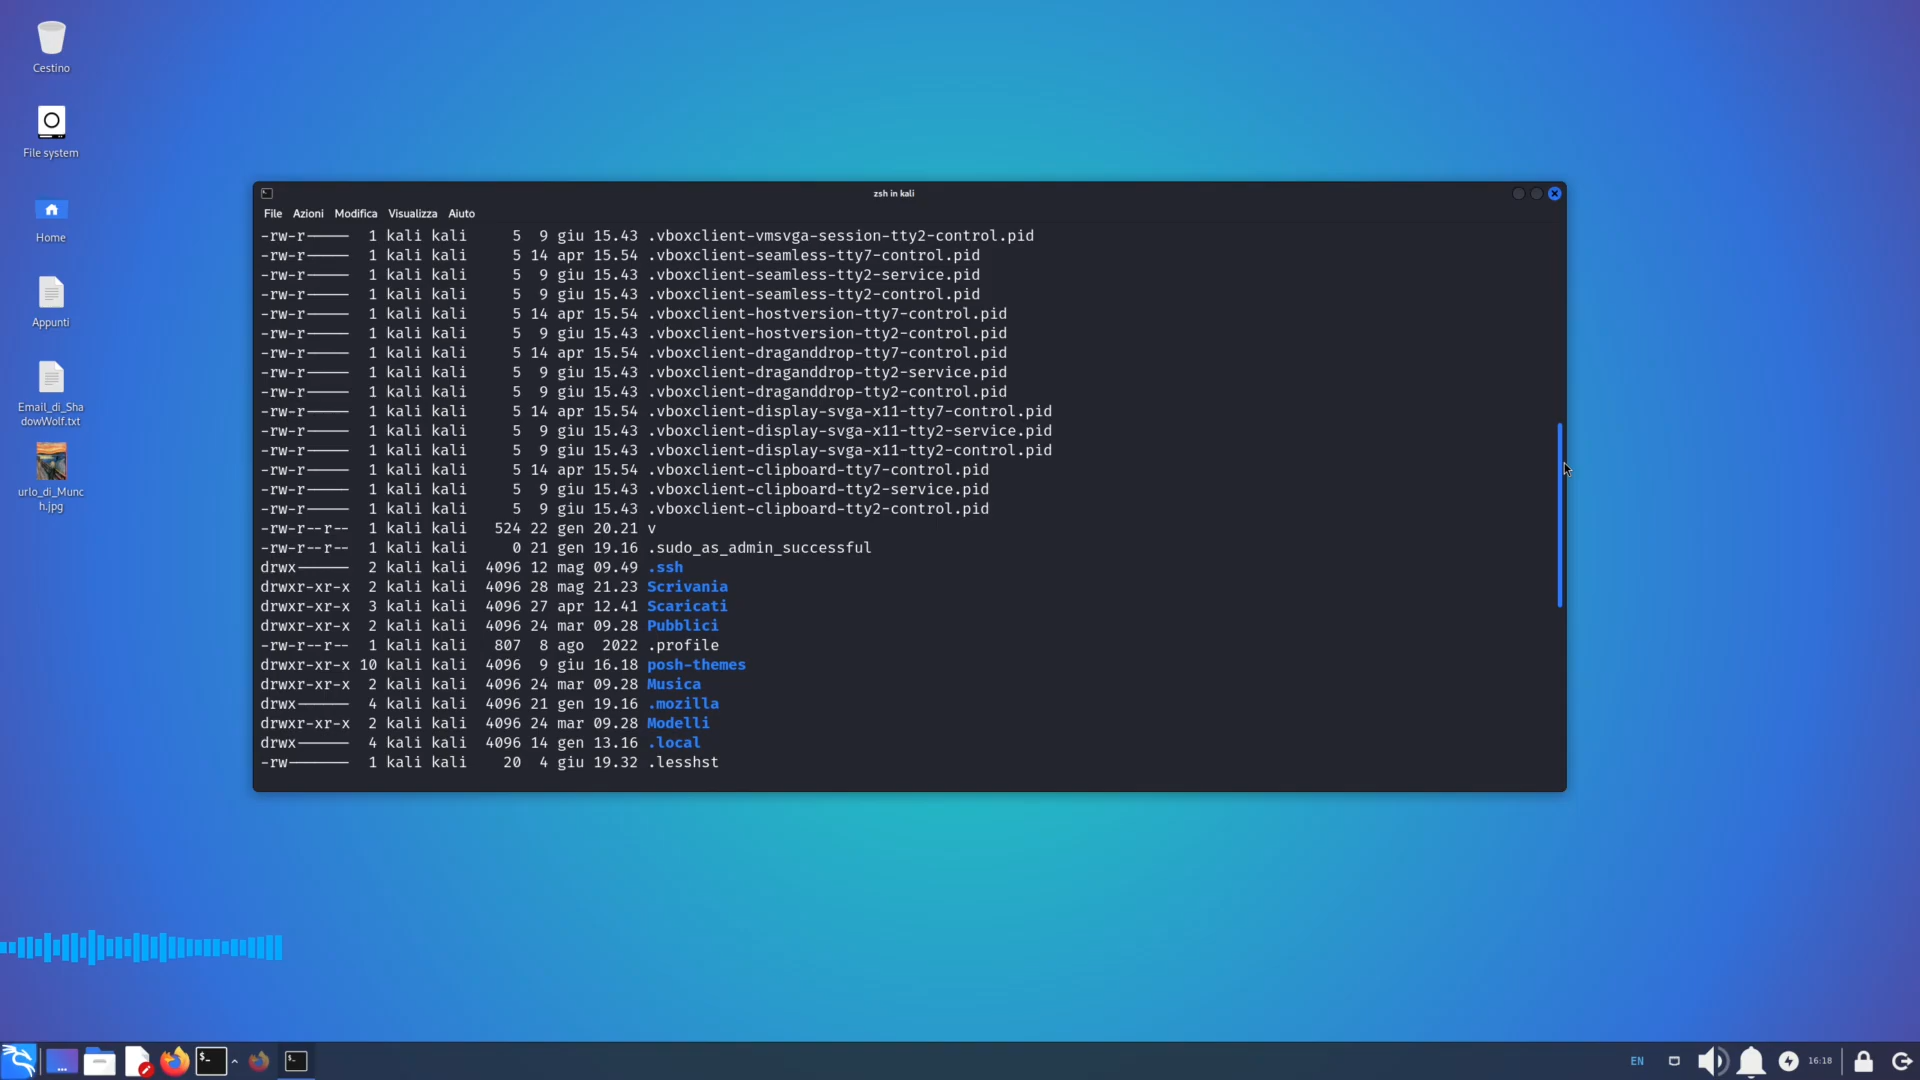 Cestino
File system
Home
Appunti
Email_di_Sha
dowWolf.txt
urlo_di_Munc
h.jpg
zsh in kali
File Azioni Modifica Visualizza Aiuto
-rw-r----- 1 kali kali 5 9 giu 15.43 .vboxclient-vmsvga-session-tty2-control.pid
-rw-r----- 1 kali kali 5 14 apr 15.54 .vboxclient-seamless-tty7-control.pid
-rw-r----- 1 kali kali 5 9 giu 15.43 .vboxclient-seamless-tty2-service.pid
-rw-r----- 1 kali kali 5 9 giu 15.43 .vboxclient-seamless-tty2-control.pid
-rw-r----- 1 kali kali 5 14 apr 15.54 .vboxclient-hostversion-tty7-control.pid
-rw-r----- 1 kali kali 5 9 giu 15.43 .vboxclient-hostversion-tty2-control.pid
-rw-r----- 1 kali kali 5 14 apr 15.54 .vboxclient-draganddrop-tty7-control.pid
-rw-r----- 1 kali kali 5 9 giu 15.43 .vboxclient-draganddrop-tty2-service.pid
-rw-r----- 1 kali kali 5 9 giu 15.43 .vboxclient-draganddrop-tty2-control.pid
-rw-r----- 1 kali kali 5 14 apr 15.54 .vboxclient-display-svga-x11-tty7-control.pid
-rw-r----- 1 kali kali 5 9 giu 15.43 .vboxclient-display-svga-x11-tty2-service.pid
-rw-r----- 1 kali kali 5 9 giu 15.43 .vboxclient-display-svga-x11-tty2-control.pid
-rw-r----- 1 kali kali 5 14 apr 15.54 .vboxclient-clipboard-tty7-control.pid
-rw-r----- 1 kali kali 5 9 giu 15.43 .vboxclient-clipboard-tty2-service.pid
-rw-r----- 1 kali kali 5 9 giu 15.43 .vboxclient-clipboard-tty2-control.pid
-rw-r--r-- 1 kali kali 524 22 gen 20.21 v
-rw-r--r-- 1 kali kali 0 21 gen 19.16 .sudo_as_admin_successful
drwx------ 2 kali kali 4096 12 mag 09.49 .ssh
drwxr-xr-x 2 kali kali 4096 28 mag 21.23 Scrivania
drwxr-xr-x 3 kali kali 4096 27 apr 12.41 Scaricati
drwxr-xr-x 2 kali kali 4096 24 mar 09.28 Pubblici
-rw-r--r-- 1 kali kali 807 8 ago 2022 .profile
drwxr-xr-x 10 kali kali 4096 9 giu 16.18 posh-themes
drwxr-xr-x 2 kali kali 4096 24 mar 09.28 Musica
drwx------ 4 kali kali 4096 21 gen 19.16 .mozilla
drwxr-xr-x 2 kali kali 4096 24 mar 09.28 Modelli
drwx------ 4 kali kali 4096 14 gen 13.16 .local
-rw------- 1 kali kali 20 4 giu 19.32 .lesshst
EN
16:18